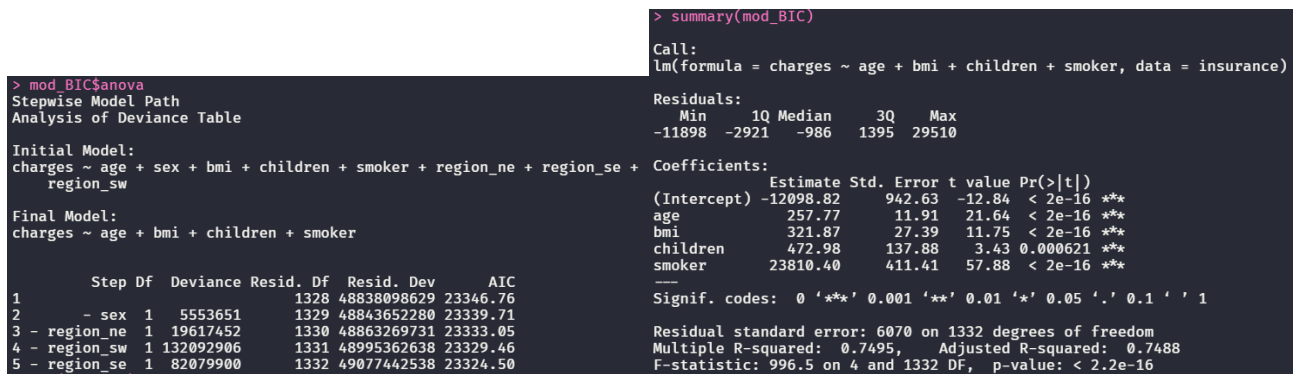 > mod_BIC$anova
Stepwise Model Path
Analysis of Deviance Table

Initial Model:
charges ~ age + sex + bmi + children + smoker + region_ne + region_se +
    region_sw

Final Model:
charges ~ age + bmi + children + smoker

         Step Df  Deviance Resid. Df  Resid. Dev      AIC
1                               1328 48838098629 23346.76
2       - sex  1   5553651      1329 48843652280 23339.71
3 - region_ne  1  19617452      1330 48863269731 23333.05
4 - region_sw  1 132092906      1331 48995362638 23329.46
5 - region_se  1  82079900      1332 49077442538 23324.50
> summary(mod_BIC)

Call:
lm(formula = charges ~ age + bmi + children + smoker, data = insurance)

Residuals:
   Min     1Q Median     3Q    Max
-11898  -2921   -986   1395  29510

Coefficients:
             Estimate Std. Error t value Pr(>|t|)
(Intercept) -12098.82     942.63  -12.84  < 2e-16 ***
age            257.77      11.91   21.64  < 2e-16 ***
bmi            321.87      27.39   11.75  < 2e-16 ***
children       472.98     137.88    3.43 0.000621 ***
smoker       23810.40     411.41   57.88  < 2e-16 ***
---
Signif. codes:  0 ‘***’ 0.001 ‘**’ 0.01 ‘*’ 0.05 ‘.’ 0.1 ‘ ’ 1

Residual standard error: 6070 on 1332 degrees of freedom
Multiple R-squared:  0.7495,    Adjusted R-squared:  0.7488
F-statistic: 996.5 on 4 and 1332 DF,  p-value: < 2.2e-16